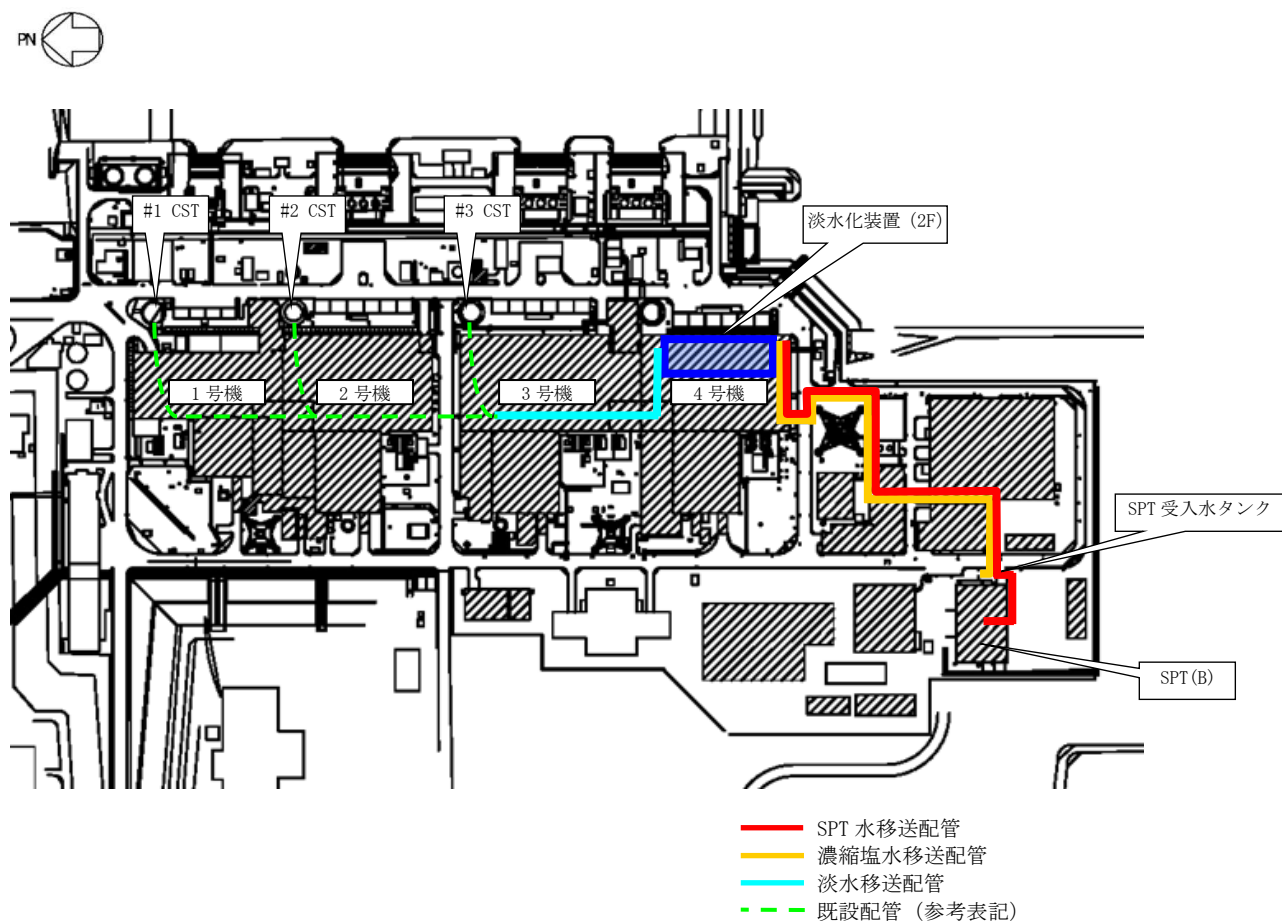 PN
#1 CST
#2 CST
#3 CST
淡水化装置 (2F)
1号機
2号機
3号機
4号機
SPT 受入水タンク
SPT(B)
SPT 水移送配管
濃縮塩水移送配管
淡水移送配管
既設配管（参考表記）